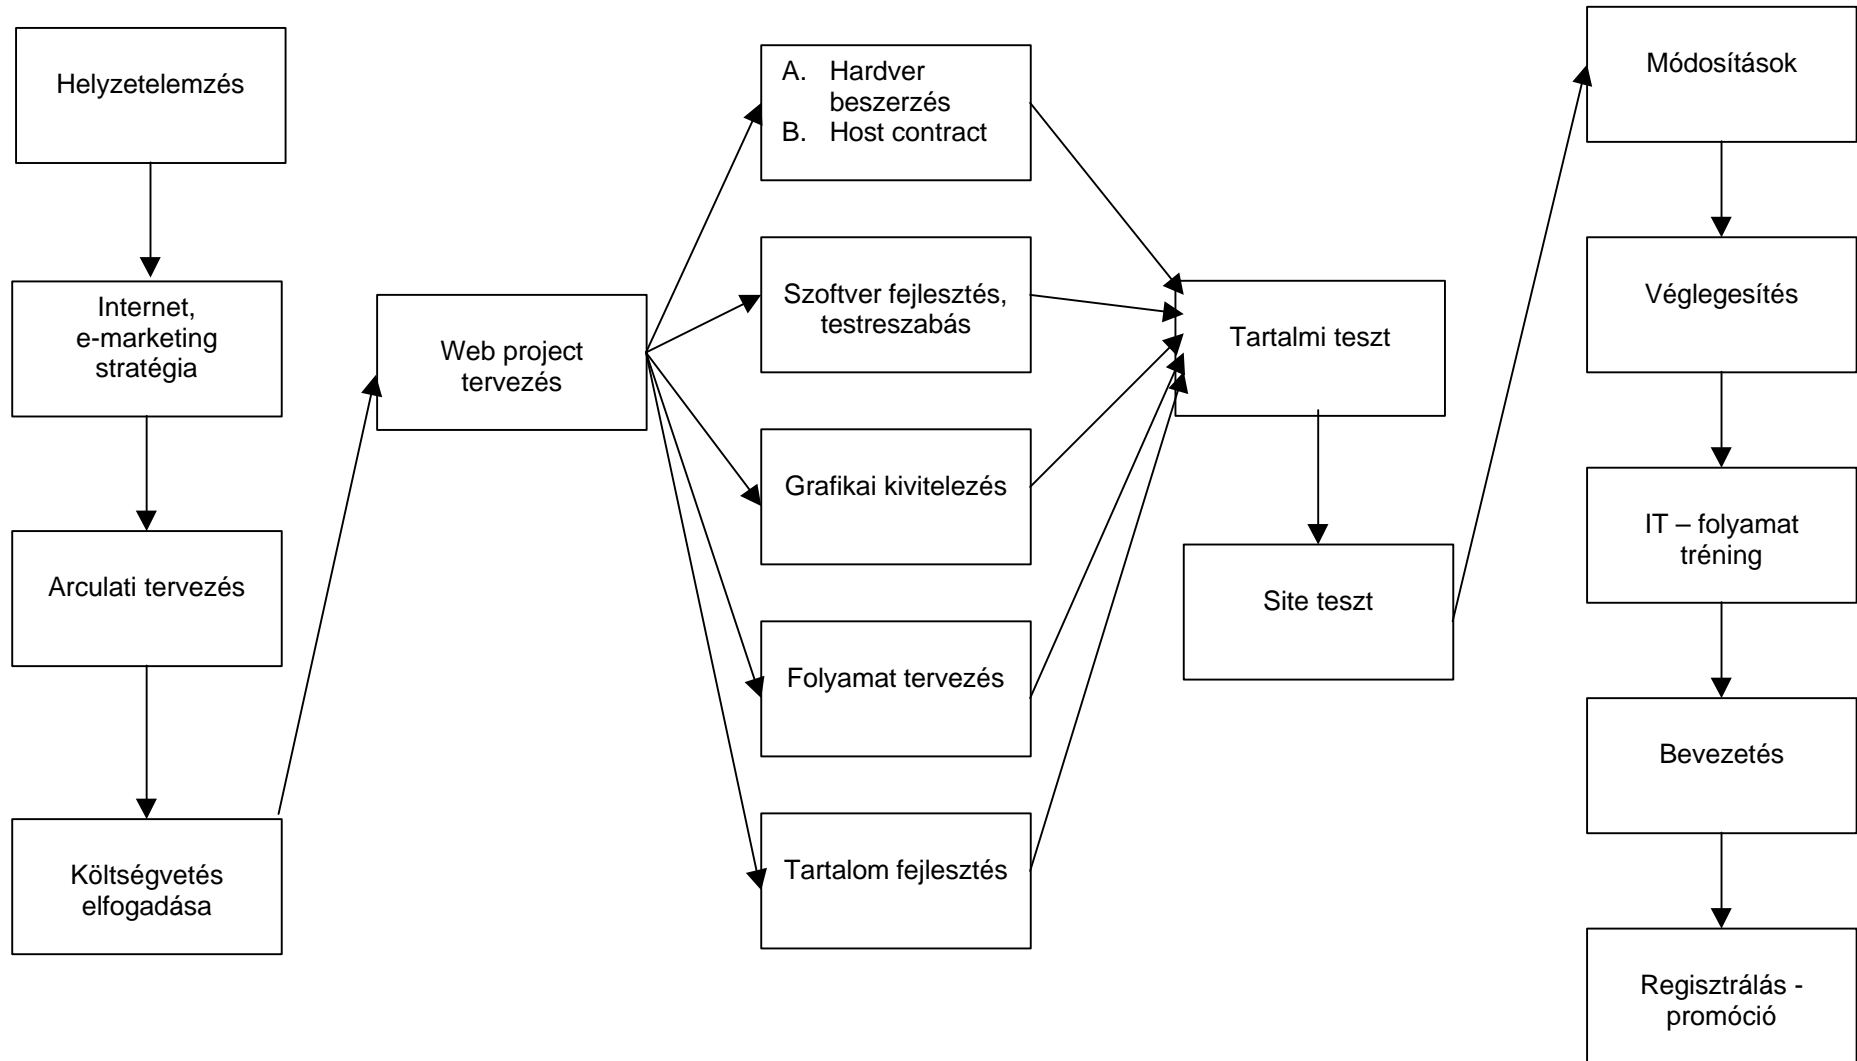 Helyzetelemzés
Internet,
e-marketing
stratégia
Arculati tervezés
Költségvetés
elfogadása
Web project
tervezés
A. Hardver
beszerzés
B. Host contract
Szoftver fejlesztés,
testreszabás
Grafikai kivitelezés
Folyamat tervezés
Tartalom fejlesztés
Tartalmi teszt
Site teszt
Módosítások
Véglegesítés
IT – folyamat
tréning
Bevezetés
Regisztrálás -
promóció